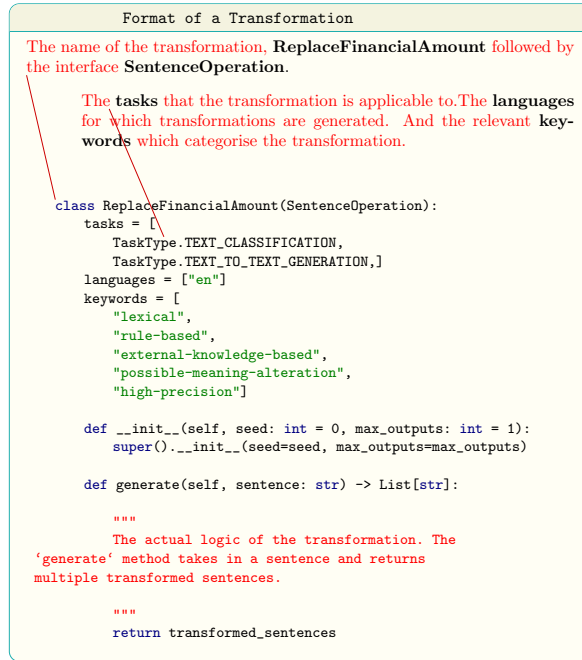 Format of a Transformation
The name of the transformation, ReplaceFinancialAmount followed by
the interface SentenceOperation.
The tasks that the transformation is applicable to.The languages
for which transformations are generated. And the relevant key-
words which categorise the transformation.
class ReplaceFinancialAmount(SentenceOperation):
    tasks = [
        TaskType.TEXT_CLASSIFICATION,
        TaskType.TEXT_TO_TEXT_GENERATION,]
    languages = ["en"]
    keywords = [
        "lexical",
        "rule-based",
        "external-knowledge-based",
        "possible-meaning-alteration",
        "high-precision"]
    def __init__(self, seed: int = 0, max_outputs: int = 1):
        super().__init__(seed=seed, max_outputs=max_outputs)
    def generate(self, sentence: str) -> List[str]:
        """
        The actual logic of the transformation. The
‘generate‘ method takes in a sentence and returns
multiple transformed sentences.
        """
        return transformed_sentences